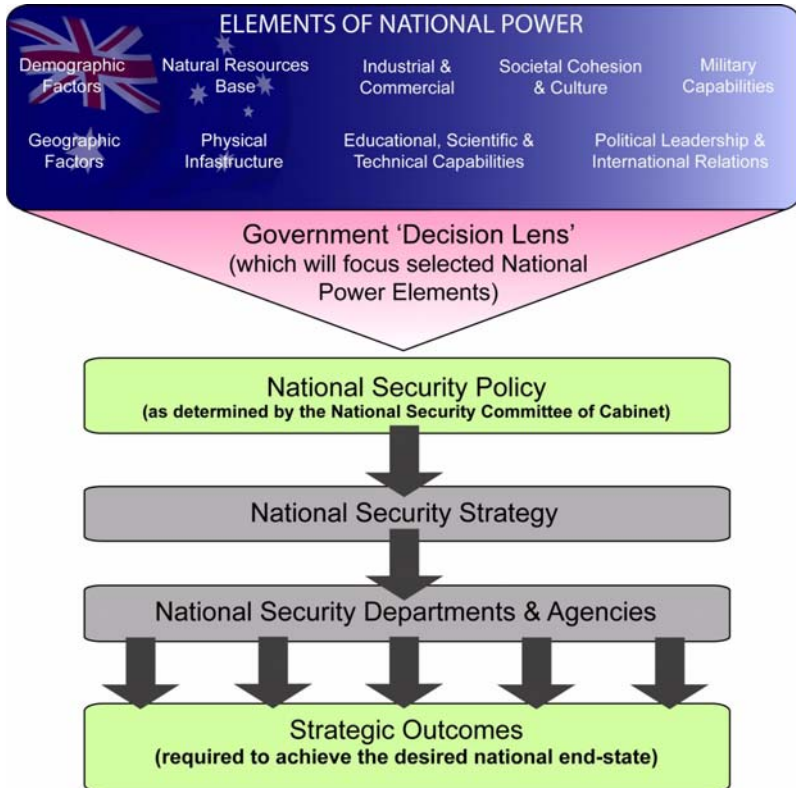 ELEMENTS OF NATIONAL POWER
Demographic
Factors
Natural Resources
Base
Industrial &
Commercial
Societal Cohesion
& Culture
Military
Capabilities
Geographic
Factors
Physical
Infastructure
Educational, Scientific &
Technical Capabilities
Political Leadership &
International Relations
Government ‘Decision Lens’
(which will focus selected National
Power Elements)
National Security Policy
(as determined by the National Security Committee of Cabinet)
National Security Strategy
National Security Departments & Agencies
Strategic Outcomes
(required to achieve the desired national end-state)